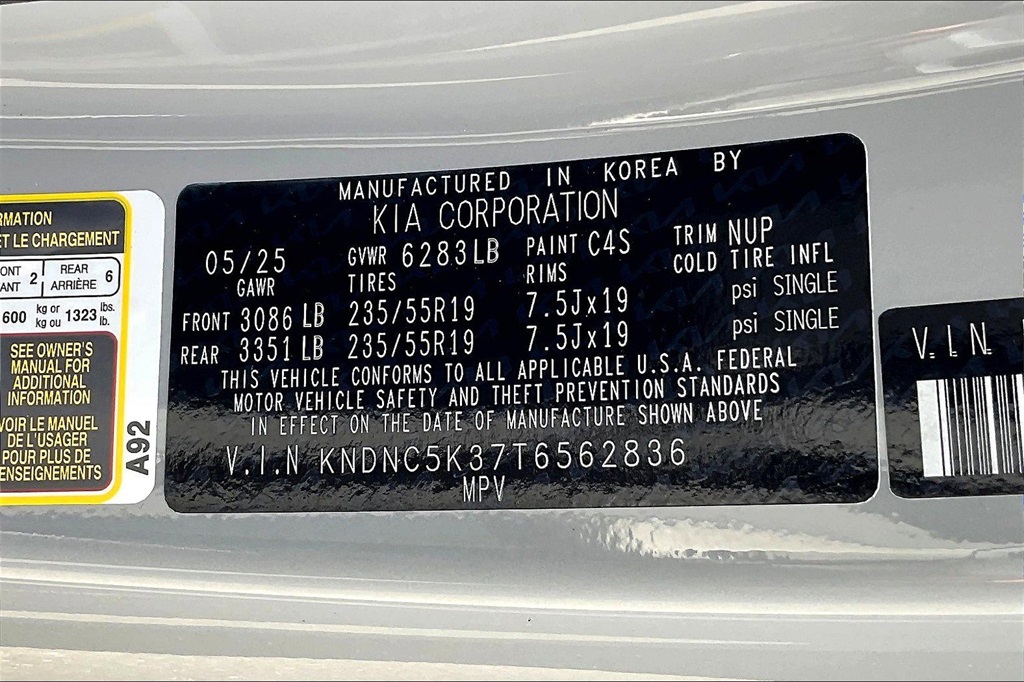 RMATION
ET LE CHARGEMENT
ONT 2 REAR 6
ANT ARRIÈRE
600 kg or 1323 lbs.
kg ou lb.
SEE OWNER'S
MANUAL FOR
ADDITIONAL
INFORMATION
VOIR LE MANUEL
DE L'USAGER
POUR PLUS DE
RENSEIGNEMENTS
A92
MANUFACTURED IN KOREA BY
KIA CORPORATION
05/25 GVWR 6283LB PAINT C4S TRIM NUP
GAWR TIRES RIMS COLD TIRE INFL
FRONT 3086 LB 235/55R19 7.5Jx19 psi SINGLE
REAR 3351 LB 235/55R19 7.5Jx19 psi SINGLE
THIS VEHICLE CONFORMS TO ALL APPLICABLE U.S.A. FEDERAL
MOTOR VEHICLE SAFETY AND THEFT PREVENTION STANDARDS
IN EFFECT ON THE DATE OF MANUFACTURE SHOWN ABOVE
V.I.N KNDNC5K37T6562836
MPV
V.I.N.